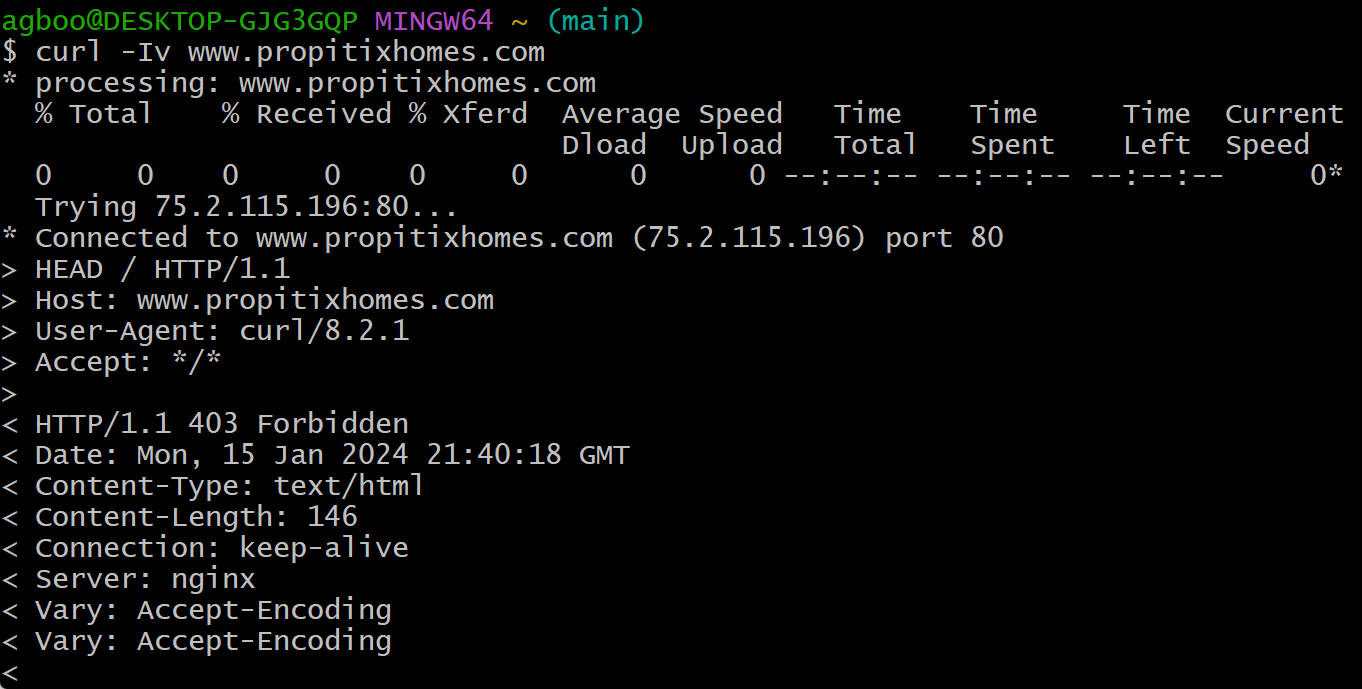 agboo@DESKTOP-GJG3GQP MINGW64 ~ (main)
$ curl -Iv www.propitixhomes.com
* processing: www.propitixhomes.com
  % Total    % Received % Xferd  Average Speed   Time    Time     Time  Current
                                 Dload  Upload   Total   Spent    Left  Speed
  0     0    0     0    0     0      0      0 --:--:-- --:--:-- --:--:--     0*
  Trying 75.2.115.196:80...
* Connected to www.propitixhomes.com (75.2.115.196) port 80
> HEAD / HTTP/1.1
> Host: www.propitixhomes.com
> User-Agent: curl/8.2.1
> Accept: */*
>
< HTTP/1.1 403 Forbidden
< Date: Mon, 15 Jan 2024 21:40:18 GMT
< Content-Type: text/html
< Content-Length: 146
< Connection: keep-alive
< Server: nginx
< Vary: Accept-Encoding
< Vary: Accept-Encoding
<